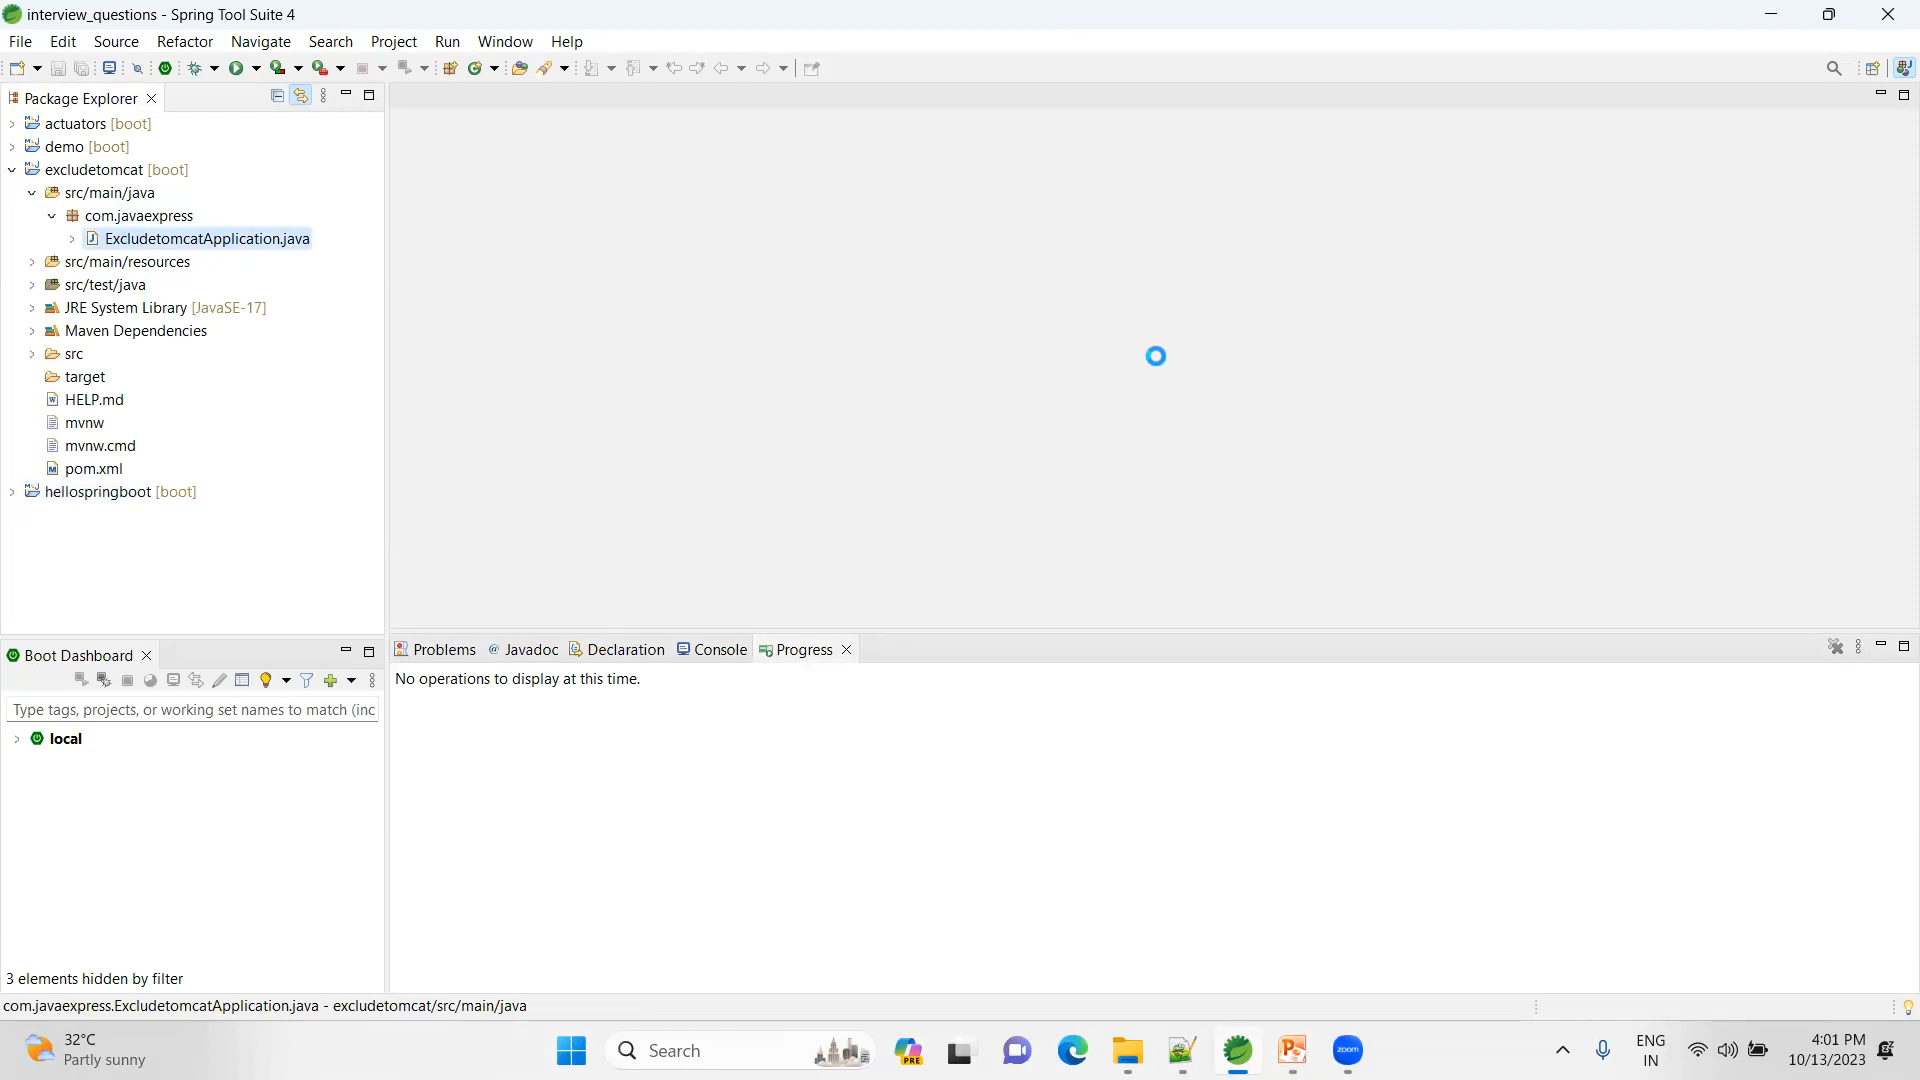 interview_questions - Spring Tool Suite 4
File Edit Source Refactor Navigate Search Project Run Window Help
Package Explorer
actuators [boot]
demo [boot]
excludetomcat [boot]
src/main/java
com.javaexpress
ExcludetomcatApplication.java
src/main/resources
src/test/java
JRE System Library [JavaSE-17]
Maven Dependencies
src
target
HELP.md
mvnw
mvnw.cmd
pom.xml
hellospringboot [boot]
Boot Dashboard
Type tags, projects, or working set names to match (inc
local
3 elements hidden by filter
Problems Javadoc Declaration Console Progress
No operations to display at this time.
com.javaexpress.ExcludetomcatApplication.java - excludetomcat/src/main/java
32°C
Partly sunny
Search
PRE
zoom
ENG
IN
4:01 PM
10/13/2023